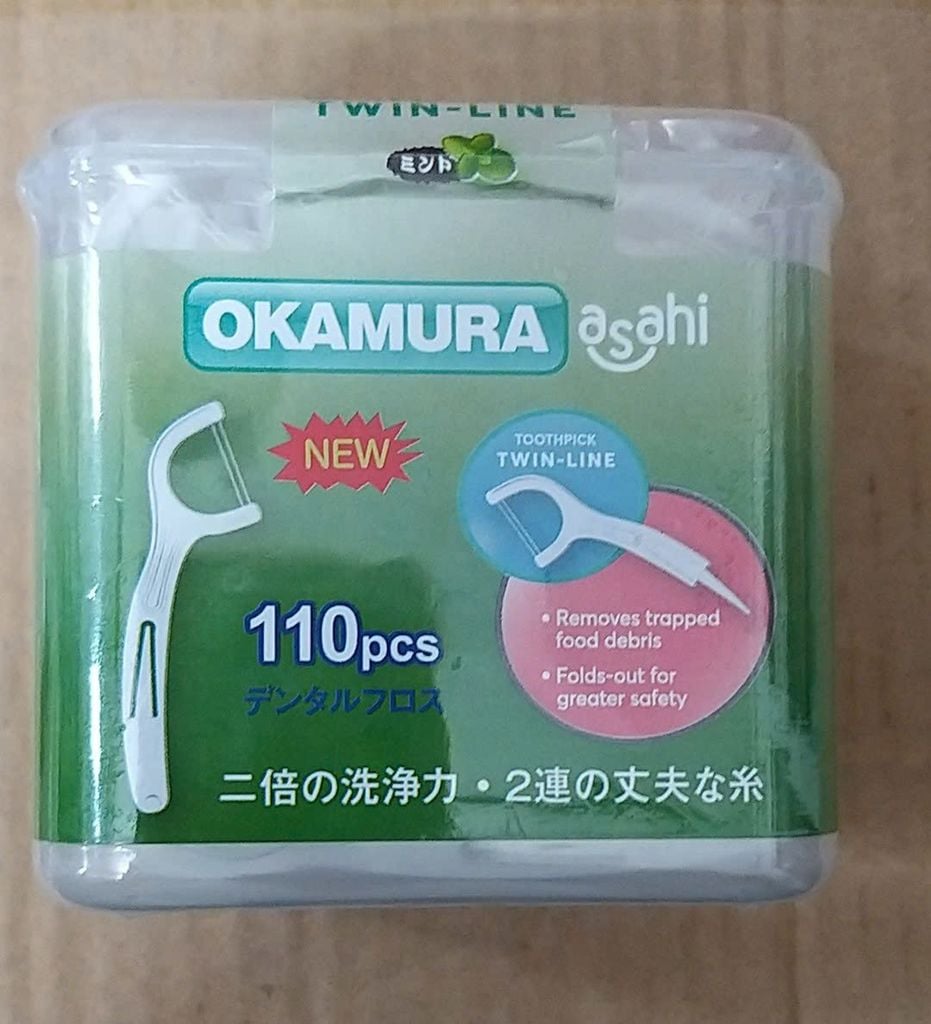 TWIN-LINE
ミント
OKAMURA asahi
NEW
TOOTHPICK
TWIN-LINE
110pcs
デンタルフロス
• Removes trapped
food debris
• Folds-out for
greater safety
二倍の洗浄力・2連の丈夫な糸